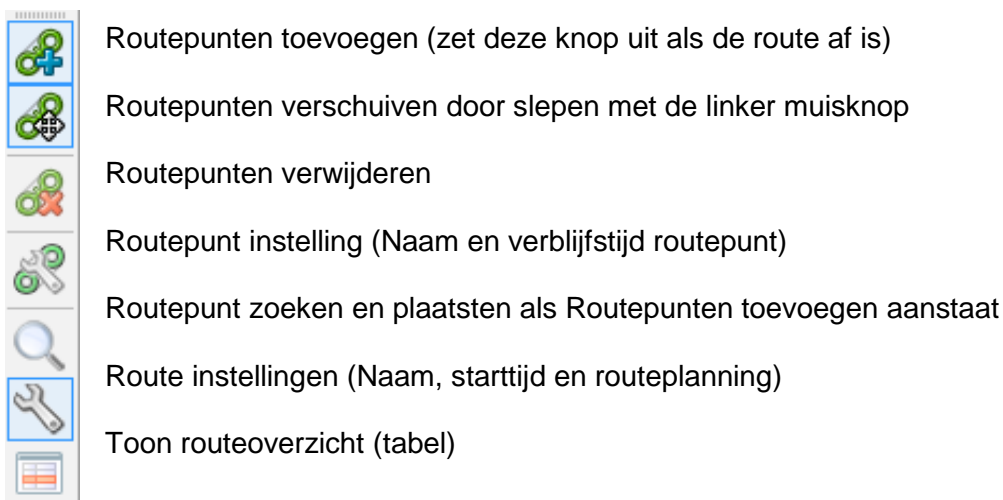 Routepunten toevoegen (zet deze knop uit als de route af is)
Routepunten verschuiven door slepen met de linker muisknop
Routepunten verwijderen
Routepunt instelling (Naam en verblijfstijd routepunt)
Routepunt zoeken en plaatsten als Routepunten toevoegen aanstaat
Route instellingen (Naam, starttijd en routeplanning)
Toon routeoverzicht (tabel)